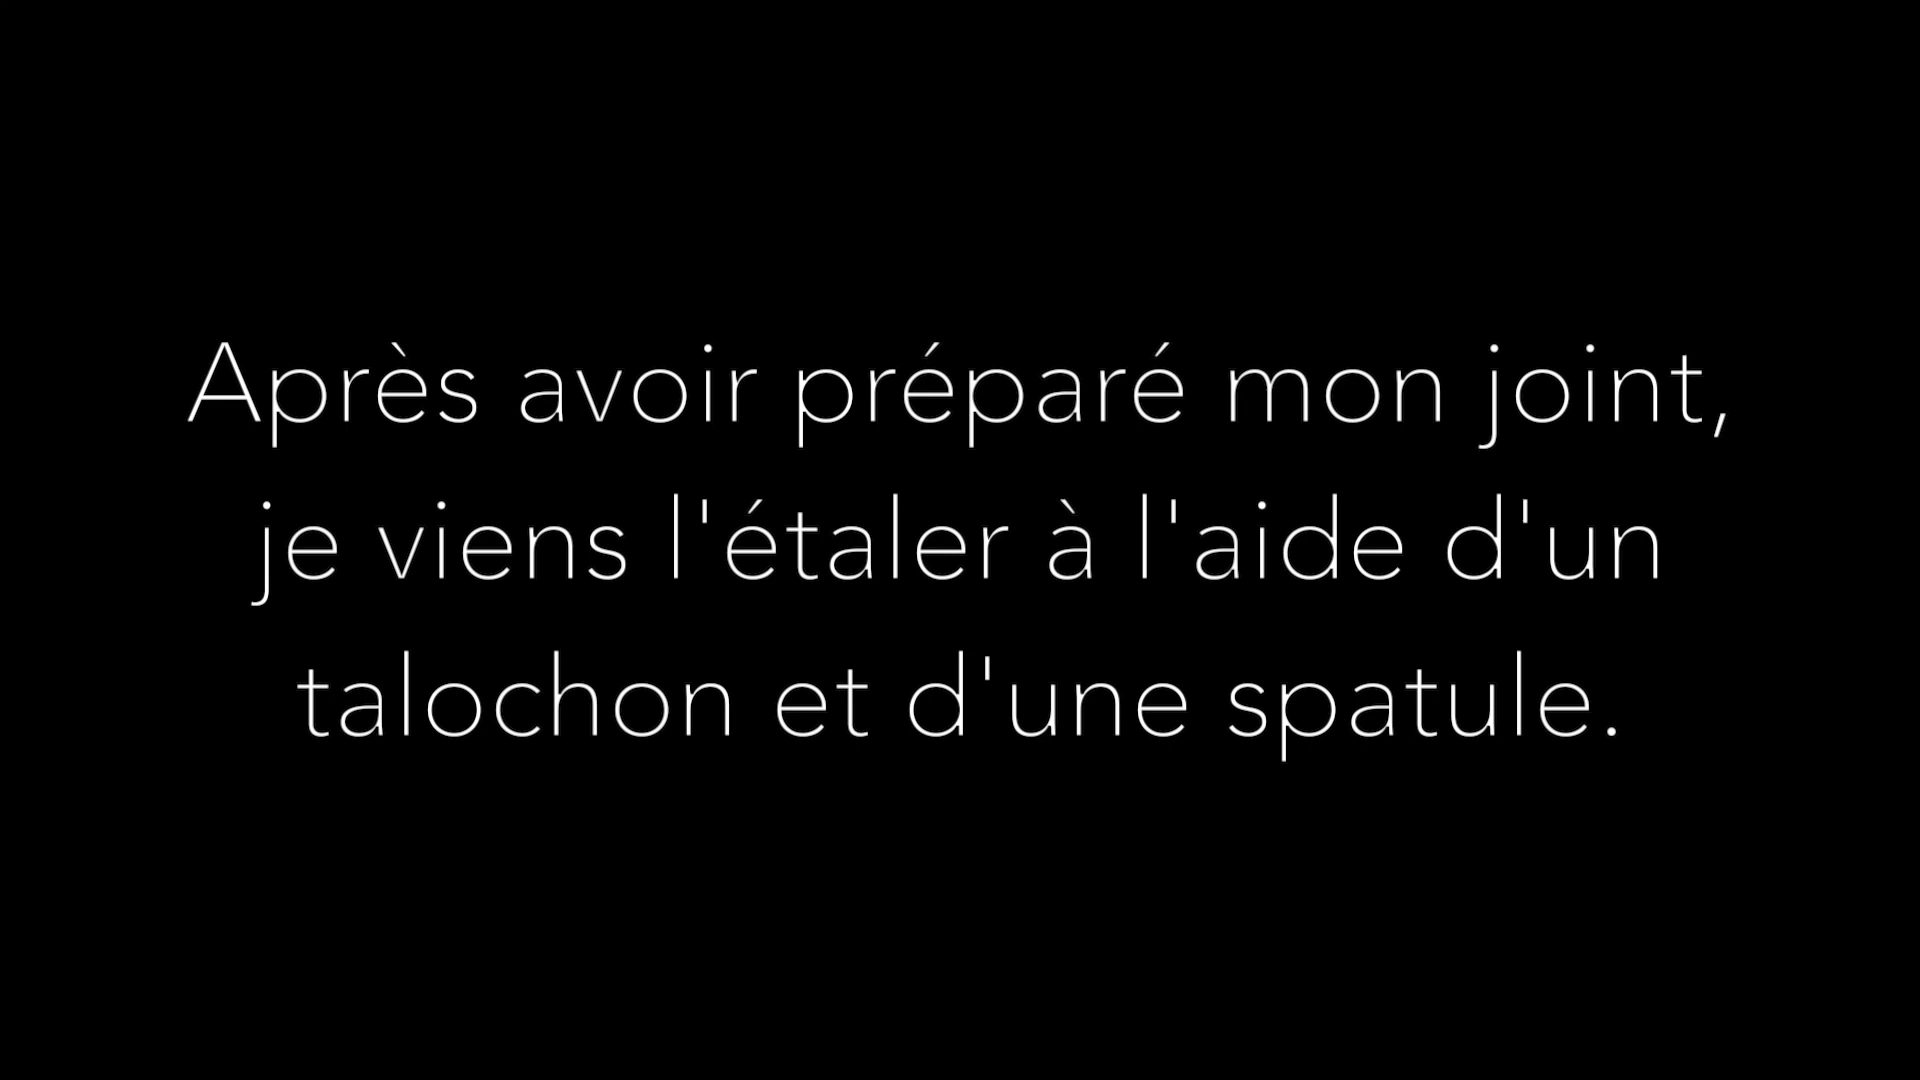 Après avoir préparé mon joint,
je viens l'étaler à l'aide d'un
talochon et d'une spatule.